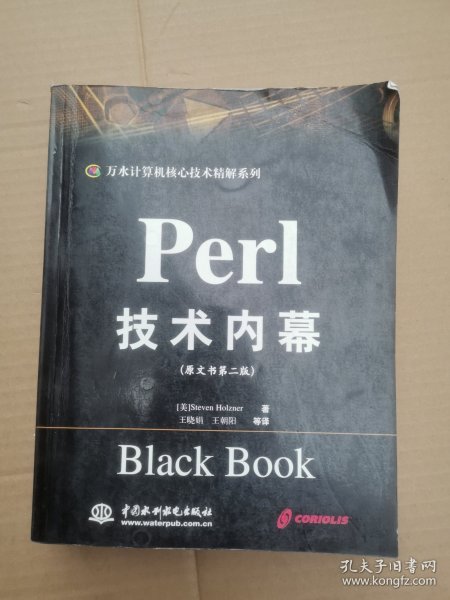 万水计算机核心技术精解系列
Perl
技术内幕
(原文书第二版)
[美]Steven Holzner 著
王晓娟 王朝阳 等译
Black Book
中国水利水电出版社
www.waterpub.com.cn
CORIOLIS
孔夫子旧书网
www.kongfz.com